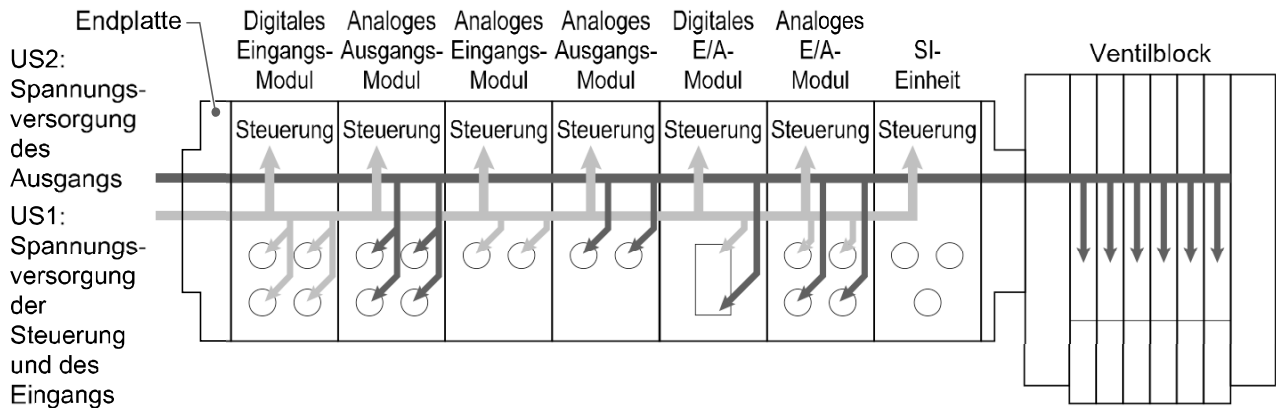 Endplatte
US2:
Spannungs-
versorgung
des
Ausgangs
US1:
Spannungs-
versorgung
der
Steuerung
und des
Eingangs
Digitales
Eingangs-
Modul
Analoges
Ausgangs-
Modul
Analoges
Eingangs-
Modul
Analoges
Ausgangs-
Modul
Digitales
E/A-
Modul
Analoges
E/A-
Modul
SI-
Einheit
Ventilblock
Steuerung
Steuerung
Steuerung
Steuerung
Steuerung
Steuerung
Steuerung